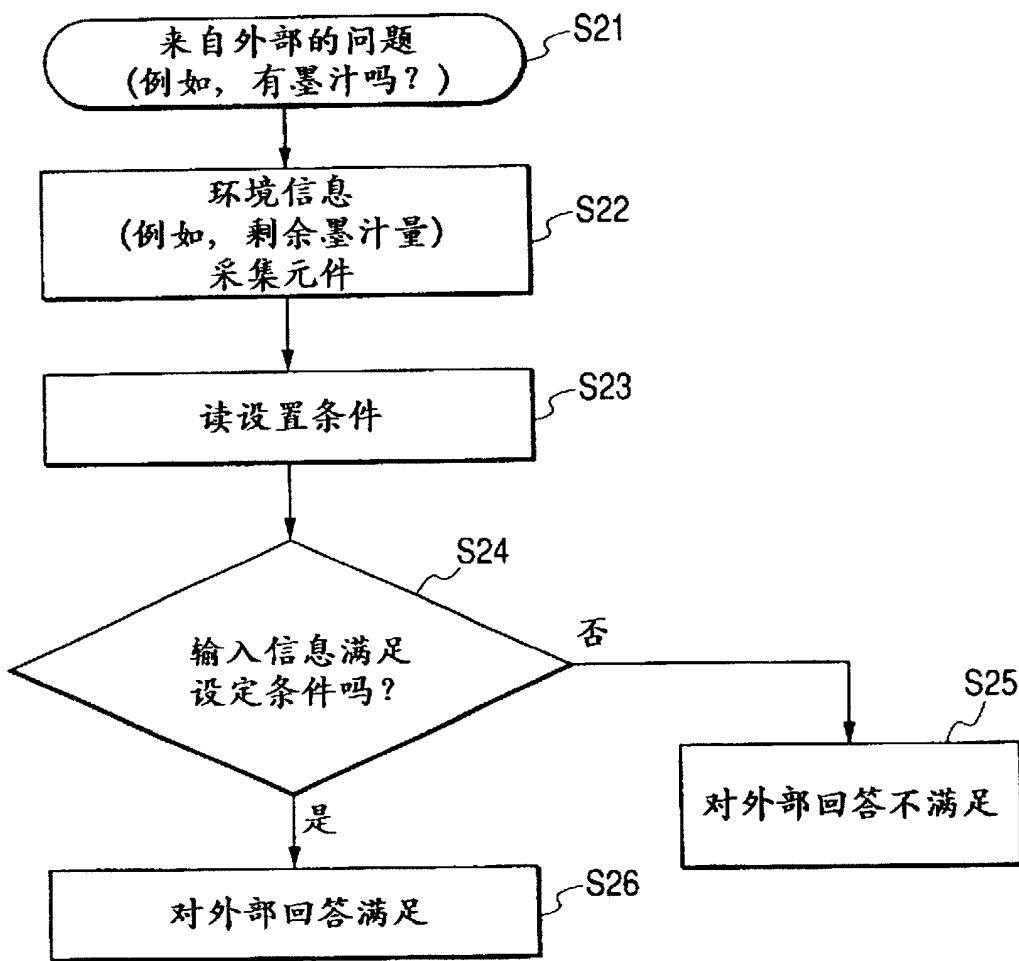 来自外部的问题
(例如, 有墨汁吗? )
S21
环境信息
(例如, 剩余墨汁量)
采集元件
S22
读设置条件
S23
S24
输入信息满足
设定条件吗?
否
S25
对外部回答不满足
是
对外部回答满足
S26